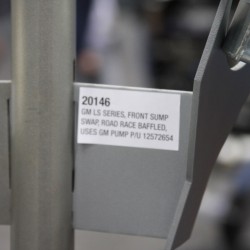 20146
GM LS SERIES, FRONT SUMP
SWAP, ROAD RACE BAFFLED,
USES GM PUMP P/U 12572654